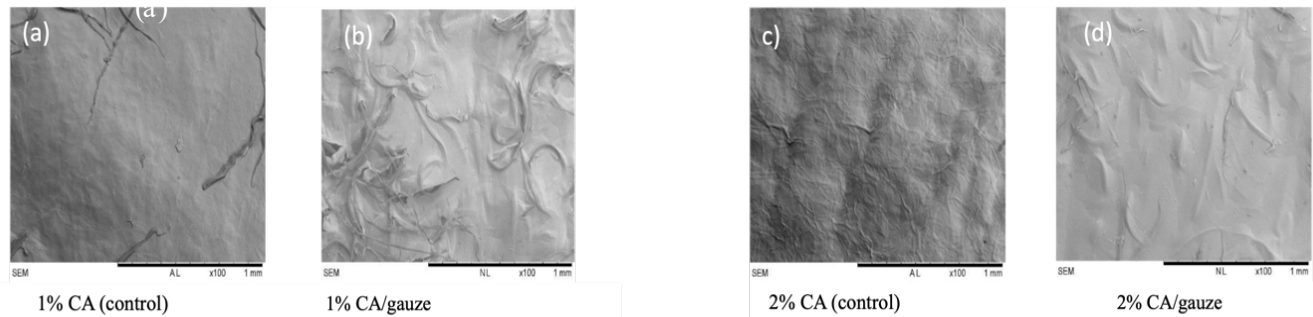 (a)
(a)
(b)
c)
(d)
SEM AL x100 1 mm
SEM NL x100 1 mm
SEM AL x100 1 mm
SEM NL x100 1 mm
1% CA (control)
1% CA/gauze
2% CA (control)
2% CA/gauze